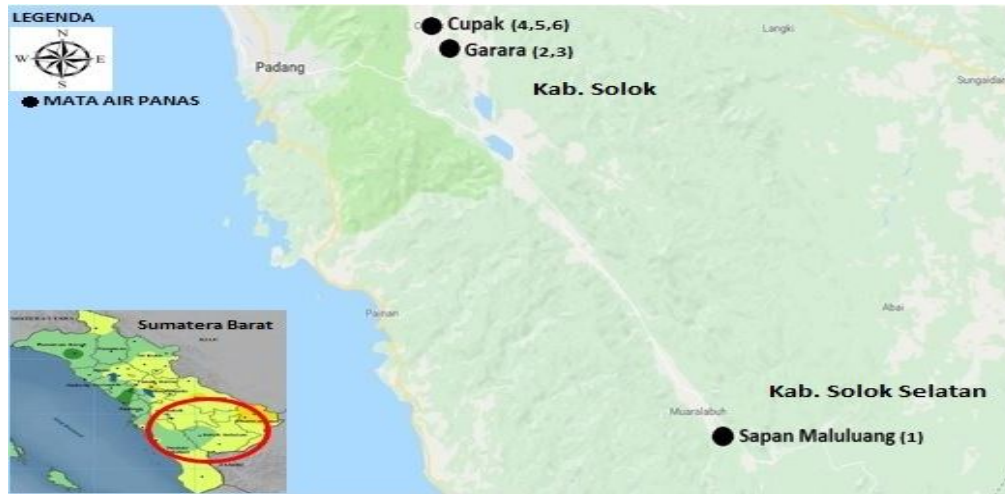 LEGENDA
N
W
E
S
MATA AIR PANAS
Cupak (4,5,6)
Garara (2,3)
Langki
Padang
Kab. Solok
Sungaidar
Painan
Abai
Kab. Solok Selatan
Muaralabuh
Sapan Maluluang (1)
Sumatera Barat